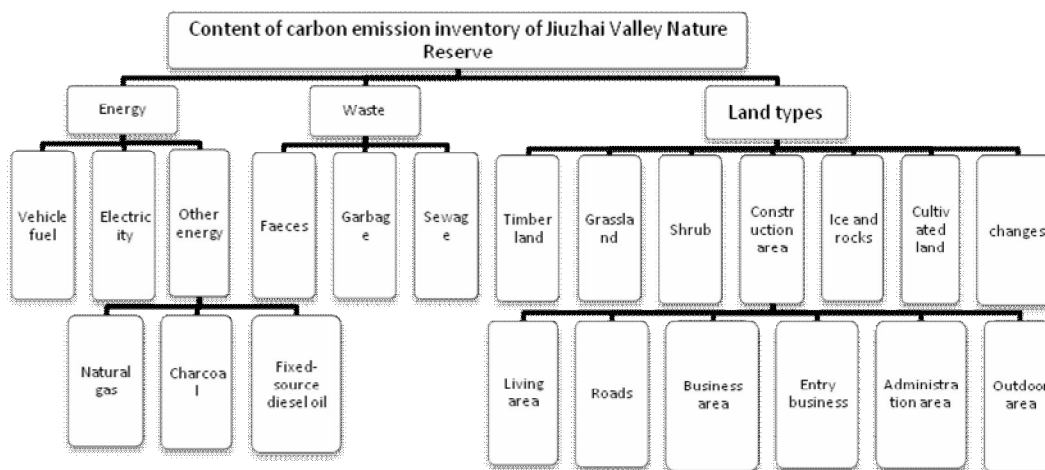 Content of carbon emission inventory of Jiuzhai Valley Nature
Reserve
Energy
Waste
Land types
Vehicle
fuel
Electric
ity
Other
energy
Faeces
Garbag
e
Sewag
e
Timber
land
Grassla
nd
Shrub
Constr
uction
area
Ice and
rocks
Cultiv
ated
land
changes
Natural
gas
Charcoa
l
Fixed-
source
diesel oil
Living
area
Roads
Business
area
Entry
business
Administra
tion area
Outdoor
area